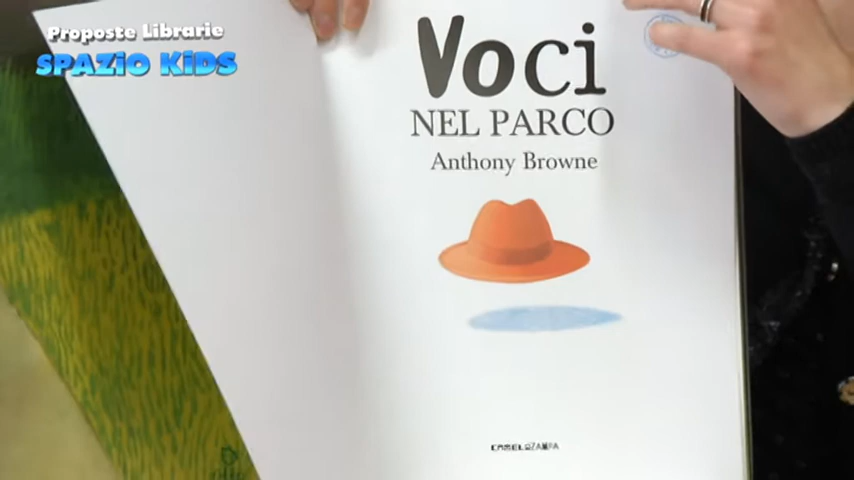 Proposte Librarie
SPAZiO KiDS
Voci
NEL PARCO
Anthony Browne
CAMELOZAMPA